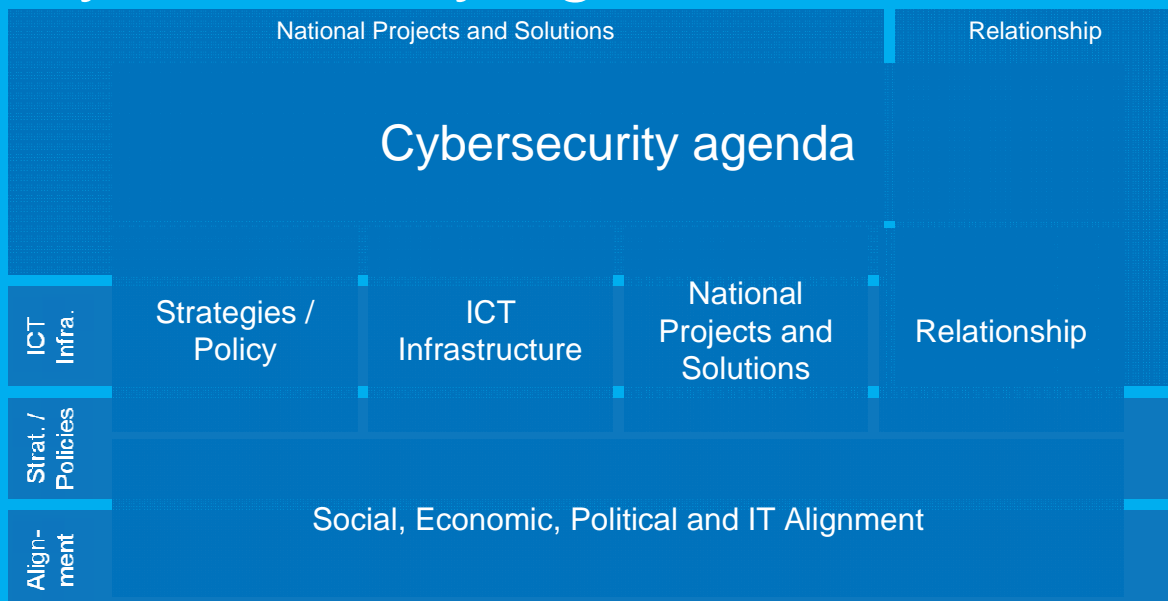 National Projects and Solutions
Relationship
Cybersecurity agenda
ICT
Infra.
Strategies /
Policy
ICT
Infrastructure
National
Projects and
Solutions
Relationship
Strat. /
Policies
Align-
ment
Social, Economic, Political and IT Alignment